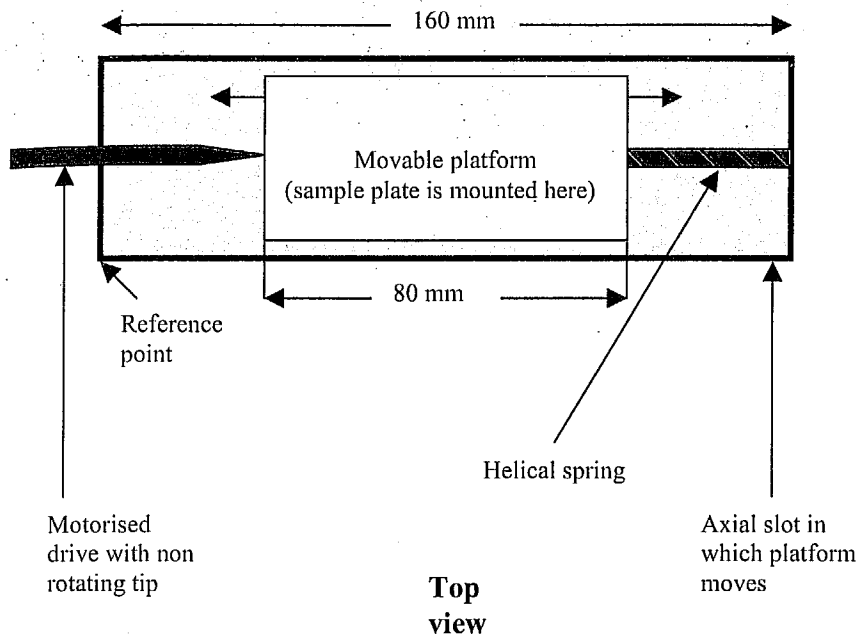 160 mm
Movable platform
(sample plate is mounted here)
80 mm
Reference
point
Helical spring
Motorised
drive with non
rotating tip
Axial slot in
which platform
moves
Top
view